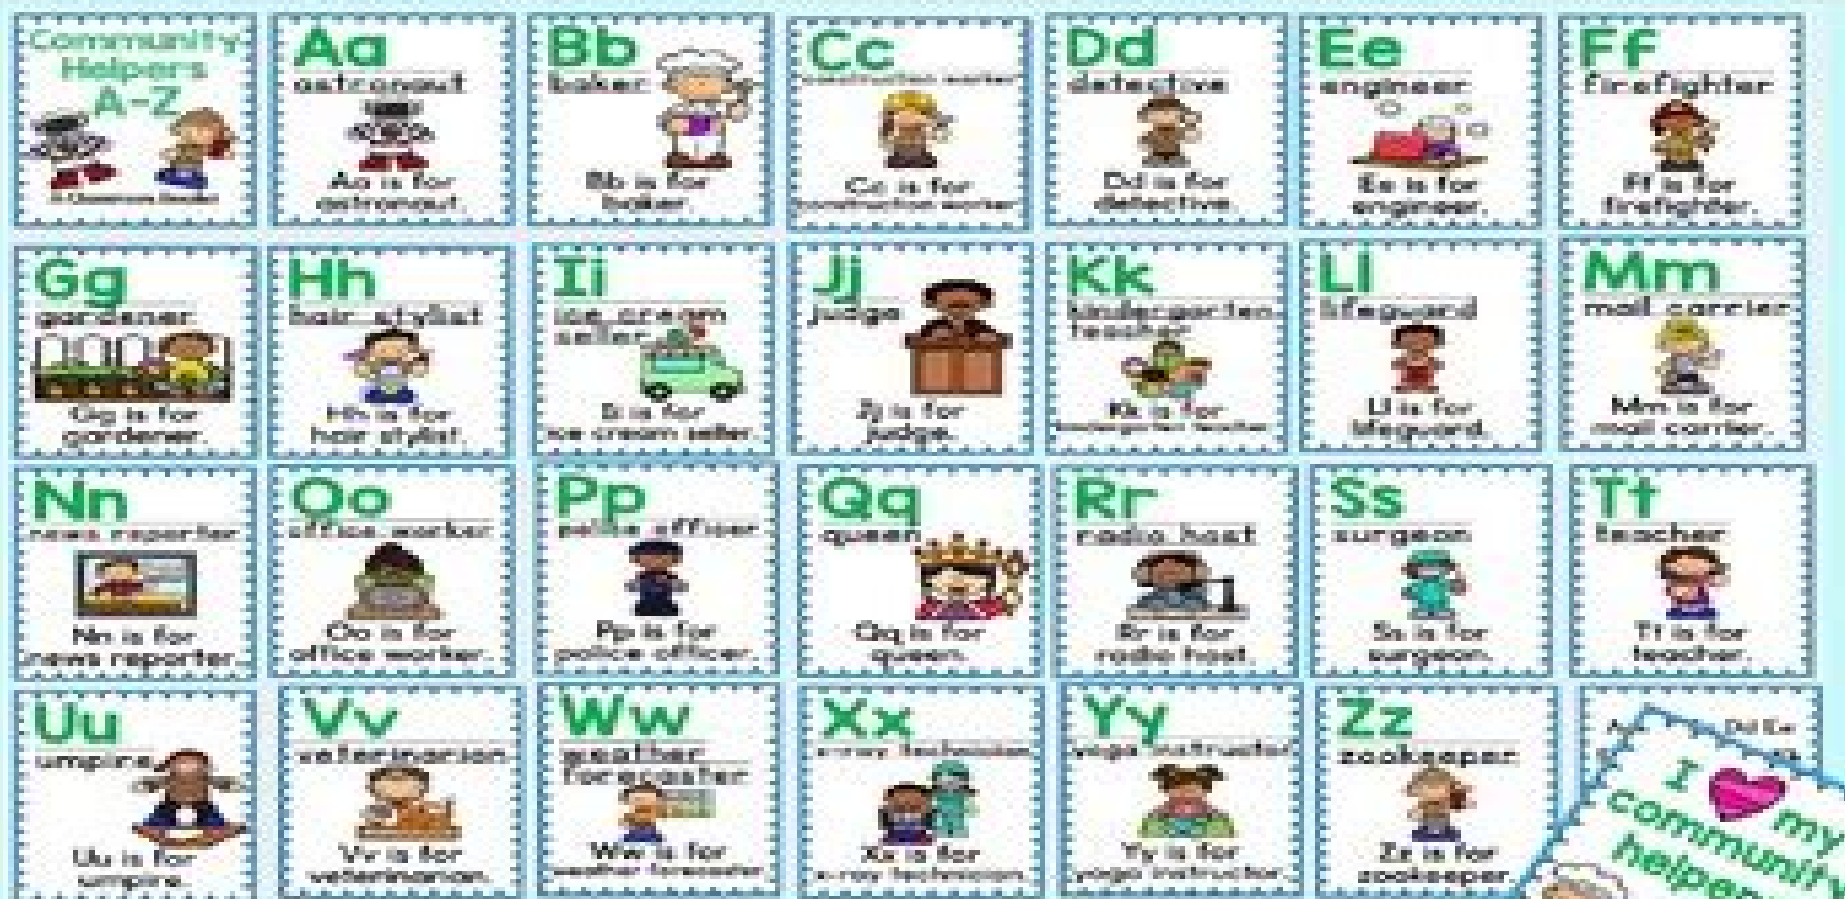 Community
Helpers
A-Z
Aa
astronaut
Aa is for
astronaut.
Bb
baker
Bb is for
baker.
Cc
construction worker
Cc is for
construction worker
Dd
detective
Dd is for
detective.
Ee
engineer
Ee is for
engineer.
Ff
firefighter
Ff is for
firefighter.
Gg
gardener
Gg is for
gardener.
Hh
hair stylist
Hh is for
hair stylist.
Ii
ice cream
seller
Ii is for
ice cream seller.
Jj
judge
Jj is for
judge.
Kk
kindergarten
teacher
Kk is for
kindergarten teacher.
Ll
lifeguard
Ll is for
lifeguard.
Mm
mail carrier
Mm is for
mail carrier.
Nn
news reporter
Nn is for
news reporter.
Oo
office worker
Oo is for
office worker.
Pp
police officer
Pp is for
police officer.
Qq
queen
Qq is for
queen.
Rr
radio host
Rr is for
radio host.
Ss
surgeon
Ss is for
surgeon.
Tt
teacher
Tt is for
teacher.
Uu
umpire
Uu is for
umpire.
Vv
veterinarian
Vv is for
veterinarian.
Ww
weather
forecaster
Ww is for
weather forecaster.
Xx
x-ray technician
Xx is for
x-ray technician.
Yy
yoga instructor
Yy is for
yoga instructor.
Zz
zookeeper
Zz is for
zookeeper.
I my
community